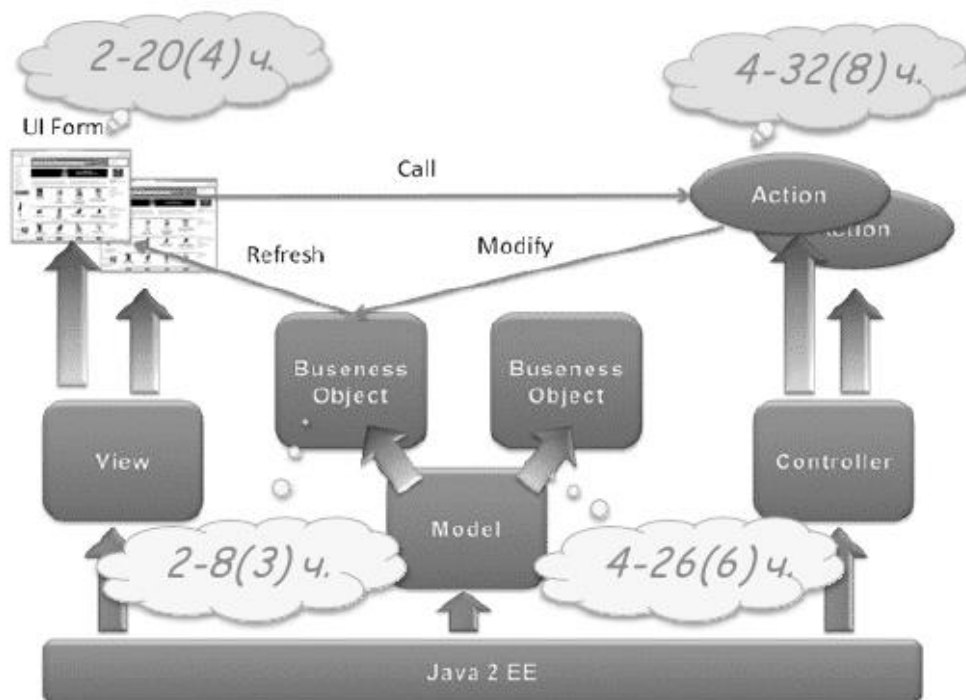 2-20(4) ч.
4-32(8) ч.
UI Form
Call
Action
Action
Refresh
Modify
Buseness
Object
Buseness
Object
View
Controller
Model
2-8(3) ч.
4-26(6) ч.
Java 2 EE